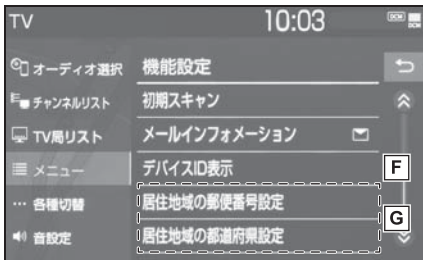 TV 10:03 DCM
オーディオ選択
機能設定
チャンネルリスト
初期スキャン
TV局リスト
メールインフォメーション
メニュー
デバイスID表示
F
各種切替
居住地域の郵便番号設定
G
音設定
居住地域の都道府県設定